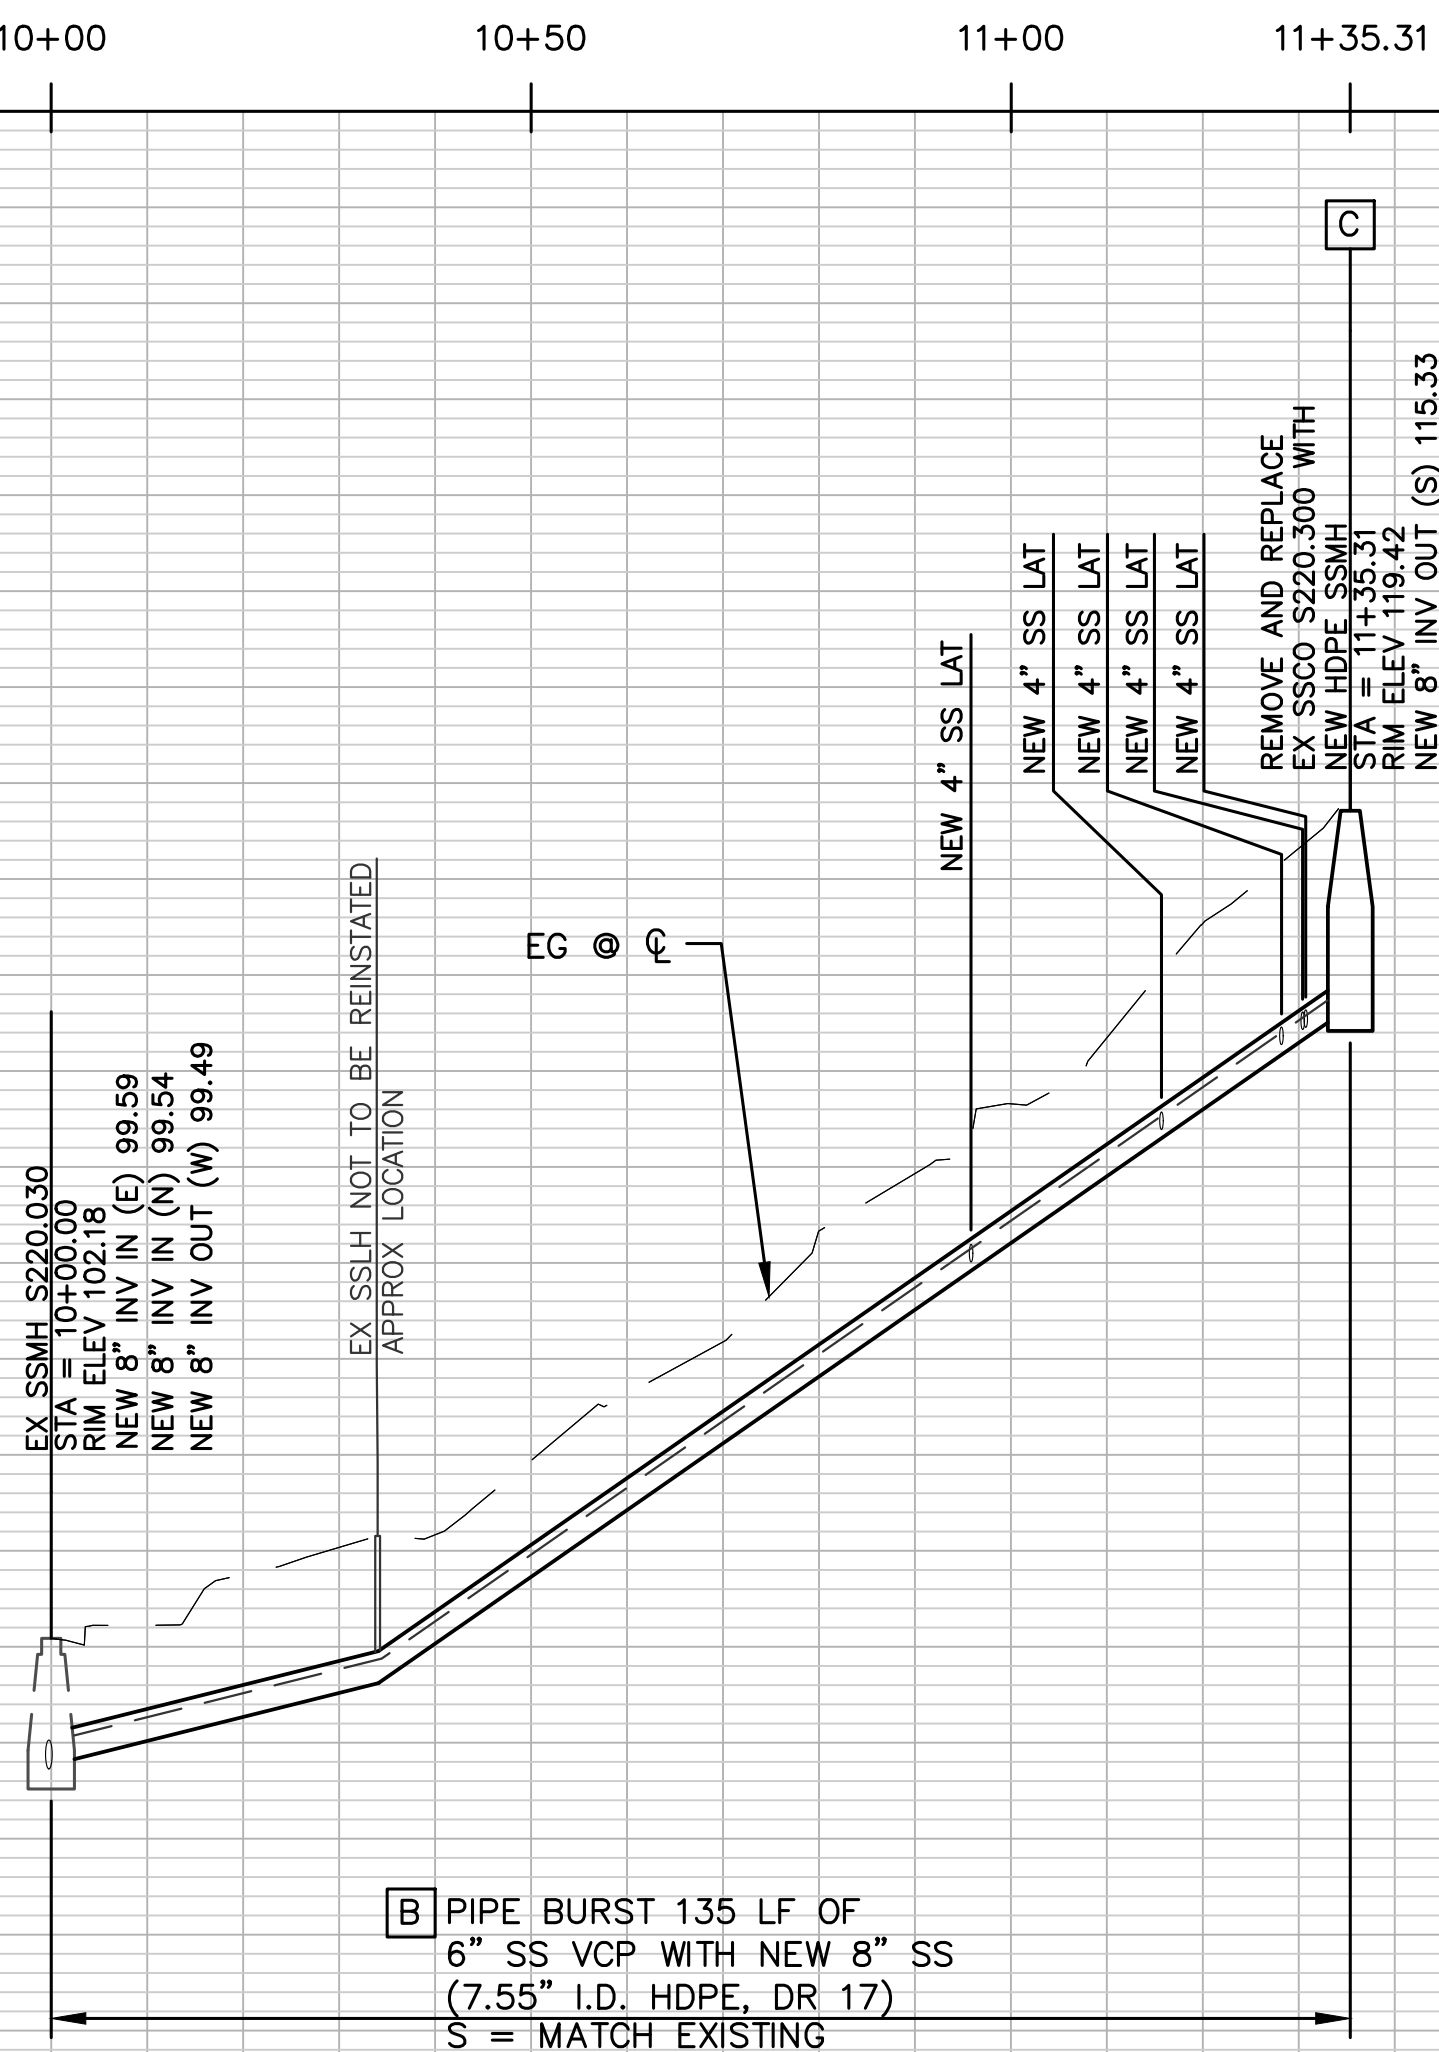 10+00
10+50
11+00
11+35.31
C
REMOVE AND REPLACE
EX SSCO S220.300 WITH
NEW HDPE SSMH
STA = 11+35.31
RIM ELEV 119.42
NEW 8" INV OUT (S) 115.33
NEW 4" SS LAT
NEW 4" SS LAT
NEW 4" SS LAT
NEW 4" SS LAT
NEW 4" SS LAT
EG @ ℄
EX SSLH NOT TO BE REINSTATED
APPROX LOCATION
EX SSMH S220.030
STA = 10+00.00
RIM ELEV 102.18
NEW 8" INV IN (E) 99.59
NEW 8" INV IN (N) 99.54
NEW 8" INV OUT (W) 99.49
B
PIPE BURST 135 LF OF
6" SS VCP WITH NEW 8" SS
(7.55" I.D. HDPE, DR 17)
S = MATCH EXISTING